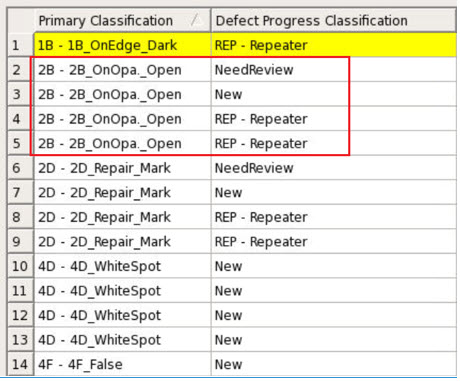 Primary Classification Defect Progress Classification
1 1B - 1B_OnEdge_Dark REP - Repeater
2 2B - 2B_OnOpa._Open NeedReview
3 2B - 2B_OnOpa._Open New
4 2B - 2B_OnOpa._Open REP - Repeater
5 2B - 2B_OnOpa._Open REP - Repeater
6 2D - 2D_Repair_Mark NeedReview
7 2D - 2D_Repair_Mark New
8 2D - 2D_Repair_Mark REP - Repeater
9 2D - 2D_Repair_Mark REP - Repeater
10 4D - 4D_WhiteSpot New
11 4D - 4D_WhiteSpot New
12 4D - 4D_WhiteSpot New
13 4D - 4D_WhiteSpot New
14 4F - 4F_False New